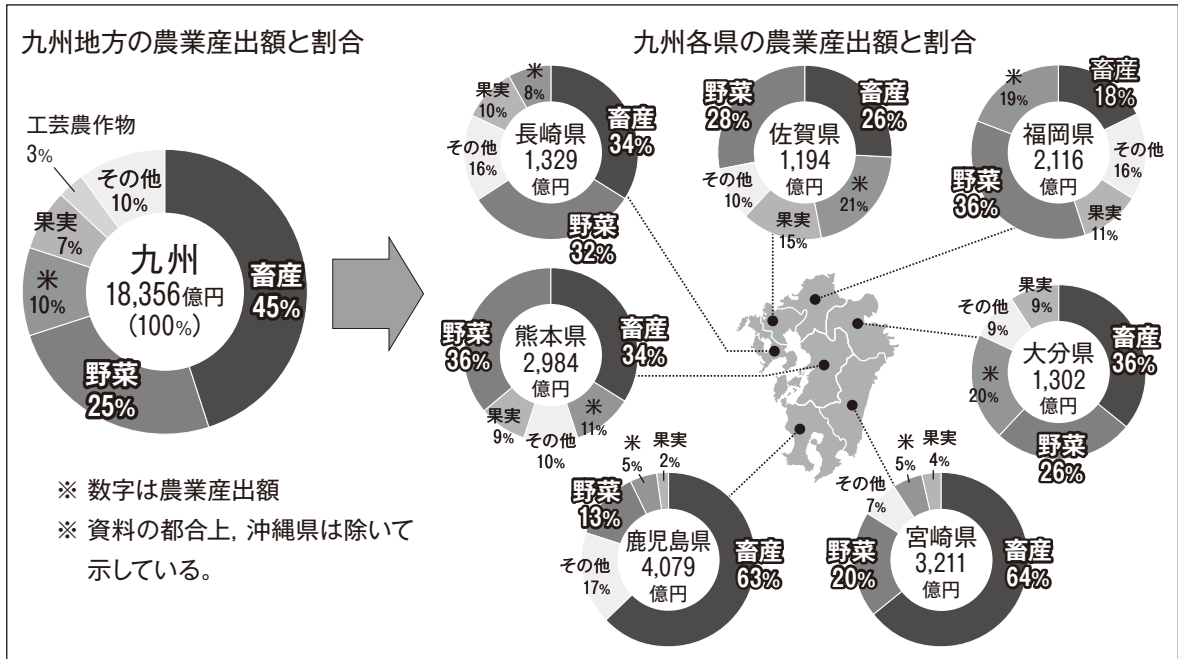 九州地方の農業産出額と割合
工芸農作物
3%
その他
10%
果実
7%
米
10%
野菜
25%
畜産
45%
九州
18,356億円
(100%)
※ 数字は農業産出額
※ 資料の都合上, 沖縄県は除いて
示している。
九州各県の農業産出額と割合
米
8%
果実
10%
その他
16%
野菜
32%
畜産
34%
長崎県
1,329
億円
野菜
28%
畜産
26%
その他
10%
果実
15%
米
21%
佐賀県
1,194
億円
米
19%
畜産
18%
その他
16%
果実
11%
野菜
36%
福岡県
2,116
億円
野菜
36%
畜産
34%
果実
9%
その他
10%
米
11%
熊本県
2,984
億円
果実
9%
その他
9%
米
20%
野菜
26%
畜産
36%
大分県
1,302
億円
米
5%
果実
2%
野菜
13%
その他
17%
畜産
63%
鹿児島県
4,079
億円
米
5%
果実
4%
その他
7%
野菜
20%
畜産
64%
宮崎県
3,211
億円